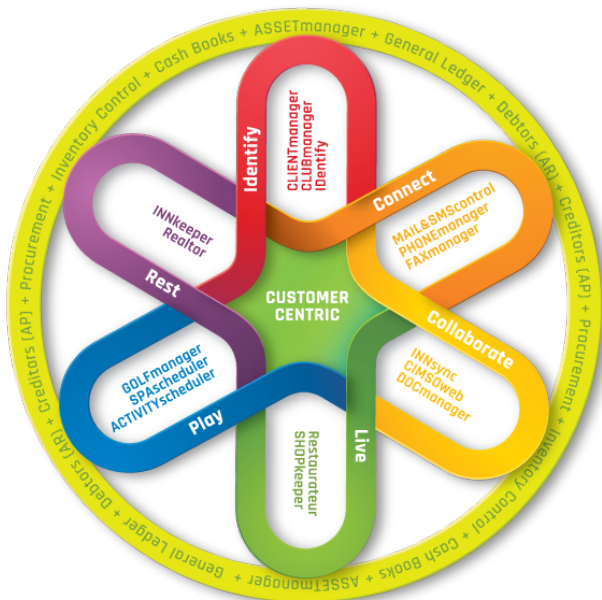 Procurement + Inventory Control + Cash Books + ASSETmanager + General Ledger + Debtors (AR) + Creditors (AP) + Procurement + Inventory Control + Cash Books + ASSETmanager + General Ledger + Debtors (AR) + Creditors (AP) +
Identify
CLIENTmanager
CLUBmanager
IDentify
Connect
MAIL&SMScontrol
PHONEmanager
FAXmanager
Collaborate
INNsync
CIMSOweb
DOCmanager
Live
Restaurateur
SHOPkeeper
Play
GOLFmanager
SPAscheduler
ACTIVITYscheduler
Rest
INNkeeper
Realtor
CUSTOMER
CENTRIC